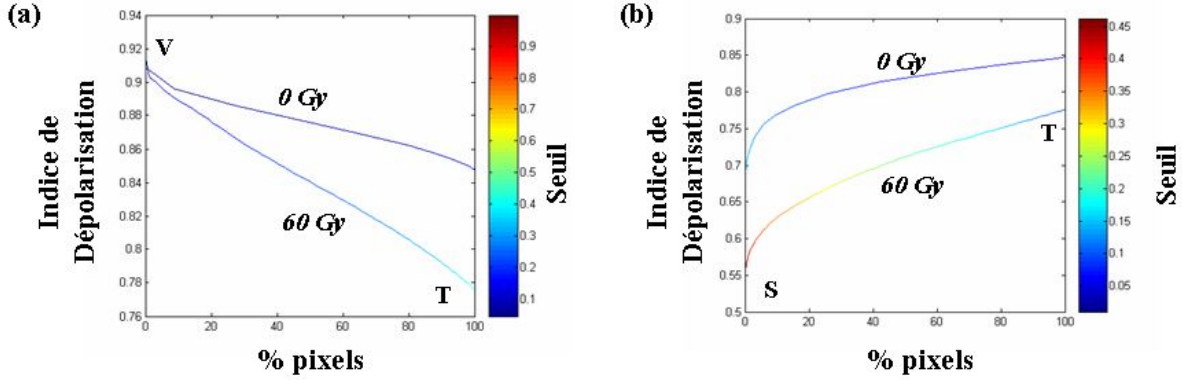 (a)
0.94
0.92
0.9
0.88
0.86
0.84
0.82
0.8
0.78
0.76
Indice de
Dépolarisation
V
0 Gy
60 Gy
T
0 20 40 60 80 100
% pixels
0.9
0.8
0.7
0.6
0.5
0.4
0.3
0.2
0.1
Seuil
(b)
0.9
0.85
0.8
0.75
0.7
0.65
0.6
0.55
0.5
Indice de
Dépolarisation
0 Gy
T
60 Gy
S
0 20 40 60 80 100
% pixels
0.45
0.4
0.35
0.3
0.25
0.2
0.15
0.1
0.05
Seuil